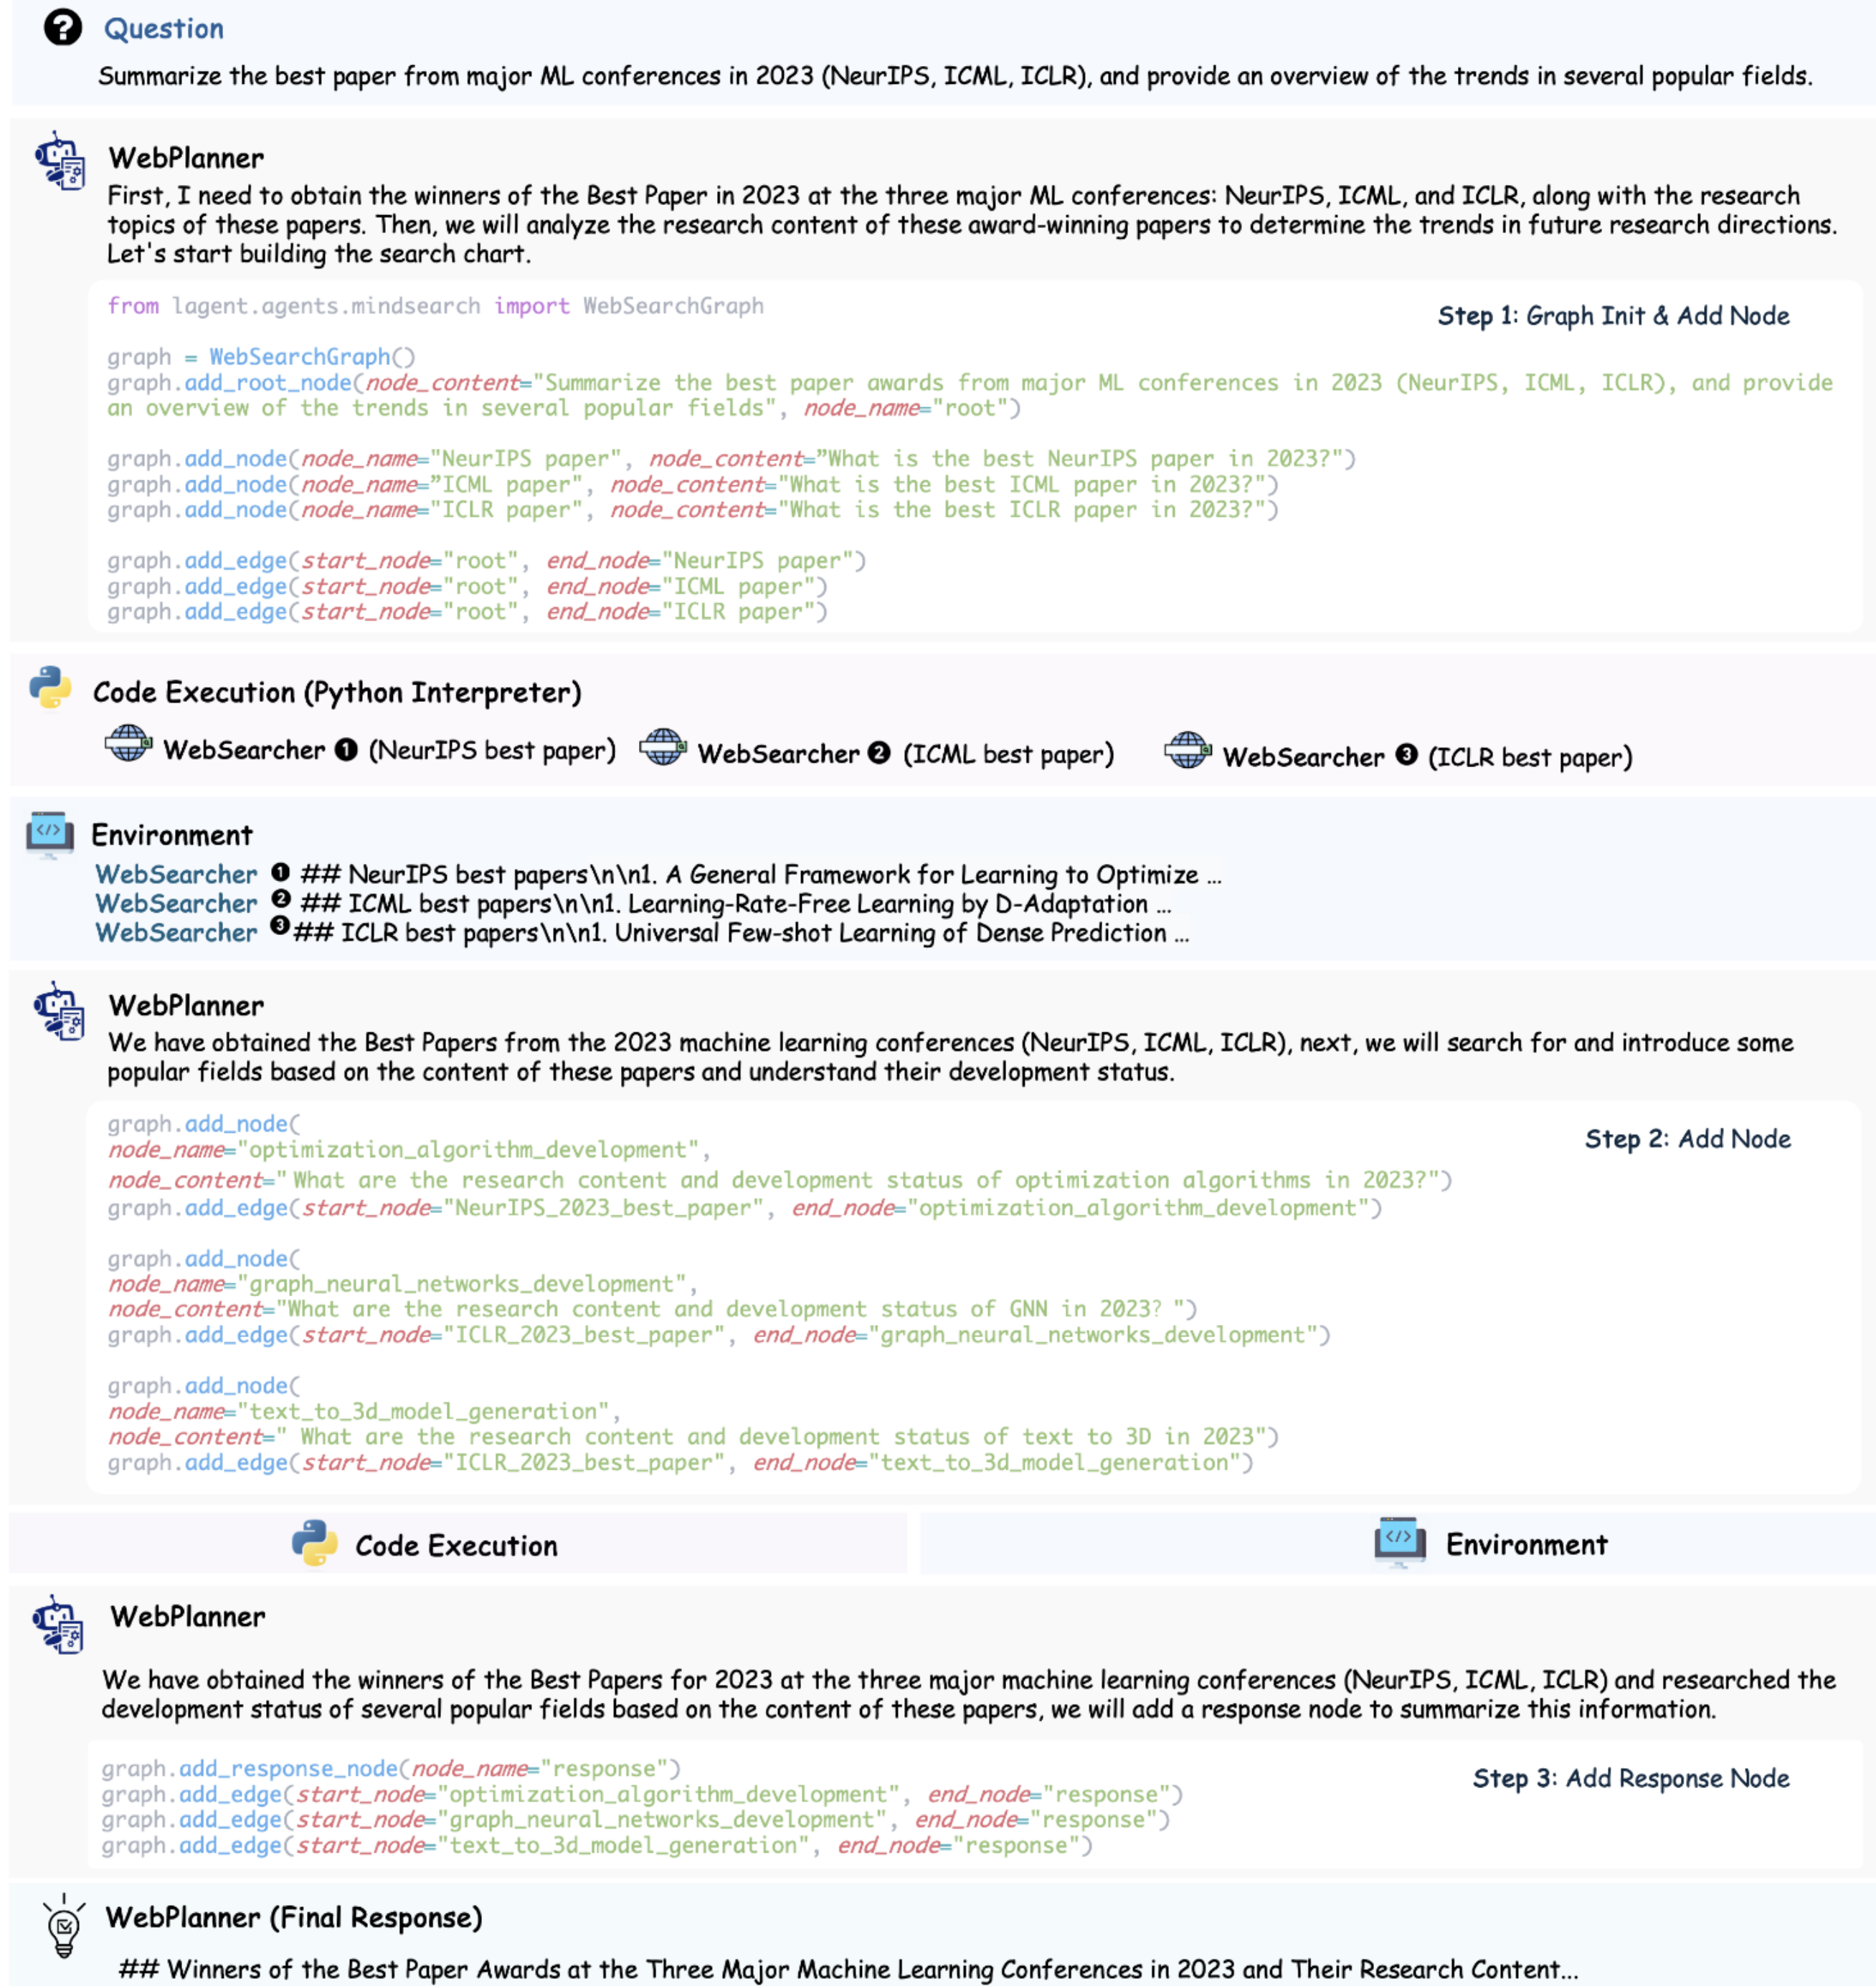 Question
Summarize the best paper from major ML conferences in 2023 (NeurIPS, ICML, ICLR), and provide an overview of the trends in several popular fields.
WebPlanner
First, I need to obtain the winners of the Best Paper in 2023 at the three major ML conferences: NeurIPS, ICML, and ICLR, along with the research
topics of these papers. Then, we will analyze the research content of these award-winning papers to determine the trends in future research directions.
Let's start building the search chart.
from lagent.agents.mindsearch import WebSearchGraph
Step 1: Graph Init & Add Node
graph = WebSearchGraph()
graph.add_root_node(node_content="Summarize the best paper awards from major ML conferences in 2023 (NeurIPS, ICML, ICLR), and provide
an overview of the trends in several popular fields", node_name="root")
graph.add_node(node_name="NeurIPS paper", node_content=”What is the best NeurIPS paper in 2023?")
graph.add_node(node_name=”ICML paper", node_content="What is the best ICML paper in 2023?")
graph.add_node(node_name="ICLR paper", node_content="What is the best ICLR paper in 2023?")
graph.add_edge(start_node="root", end_node="NeurIPS paper")
graph.add_edge(start_node="root", end_node="ICML paper")
graph.add_edge(start_node="root", end_node="ICLR paper")
Code Execution (Python Interpreter)
WebSearcher ❶ (NeurIPS best paper) WebSearcher ❷ (ICML best paper) WebSearcher ❸ (ICLR best paper)
Environment
WebSearcher ❶ ## NeurIPS best papers\n\n1. A General Framework for Learning to Optimize ...
WebSearcher ❷ ## ICML best papers\n\n1. Learning-Rate-Free Learning by D-Adaptation ...
WebSearcher ❸ ## ICLR best papers\n\n1. Universal Few-shot Learning of Dense Prediction ...
WebPlanner
We have obtained the Best Papers from the 2023 machine learning conferences (NeurIPS, ICML, ICLR), next, we will search for and introduce some
popular fields based on the content of these papers and understand their development status.
graph.add_node(
Step 2: Add Node
node_name="optimization_algorithm_development",
node_content=" What are the research content and development status of optimization algorithms in 2023?")
graph.add_edge(start_node="NeurIPS_2023_best_paper", end_node="optimization_algorithm_development")
graph.add_node(
node_name="graph_neural_networks_development",
node_content="What are the research content and development status of GNN in 2023? ")
graph.add_edge(start_node="ICLR_2023_best_paper", end_node="graph_neural_networks_development")
graph.add_node(
node_name="text_to_3d_model_generation",
node_content=" What are the research content and development status of text to 3D in 2023")
graph.add_edge(start_node="ICLR_2023_best_paper", end_node="text_to_3d_model_generation")
Code Execution
Environment
WebPlanner
We have obtained the winners of the Best Papers for 2023 at the three major machine learning conferences (NeurIPS, ICML, ICLR) and researched the
development status of several popular fields based on the content of these papers, we will add a response node to summarize this information.
graph.add_response_node(node_name="response")
Step 3: Add Response Node
graph.add_edge(start_node="optimization_algorithm_development", end_node="response")
graph.add_edge(start_node="graph_neural_networks_development", end_node="response")
graph.add_edge(start_node="text_to_3d_model_generation", end_node="response")
WebPlanner (Final Response)
## Winners of the Best Paper Awards at the Three Major Machine Learning Conferences in 2023 and Their Research Content...